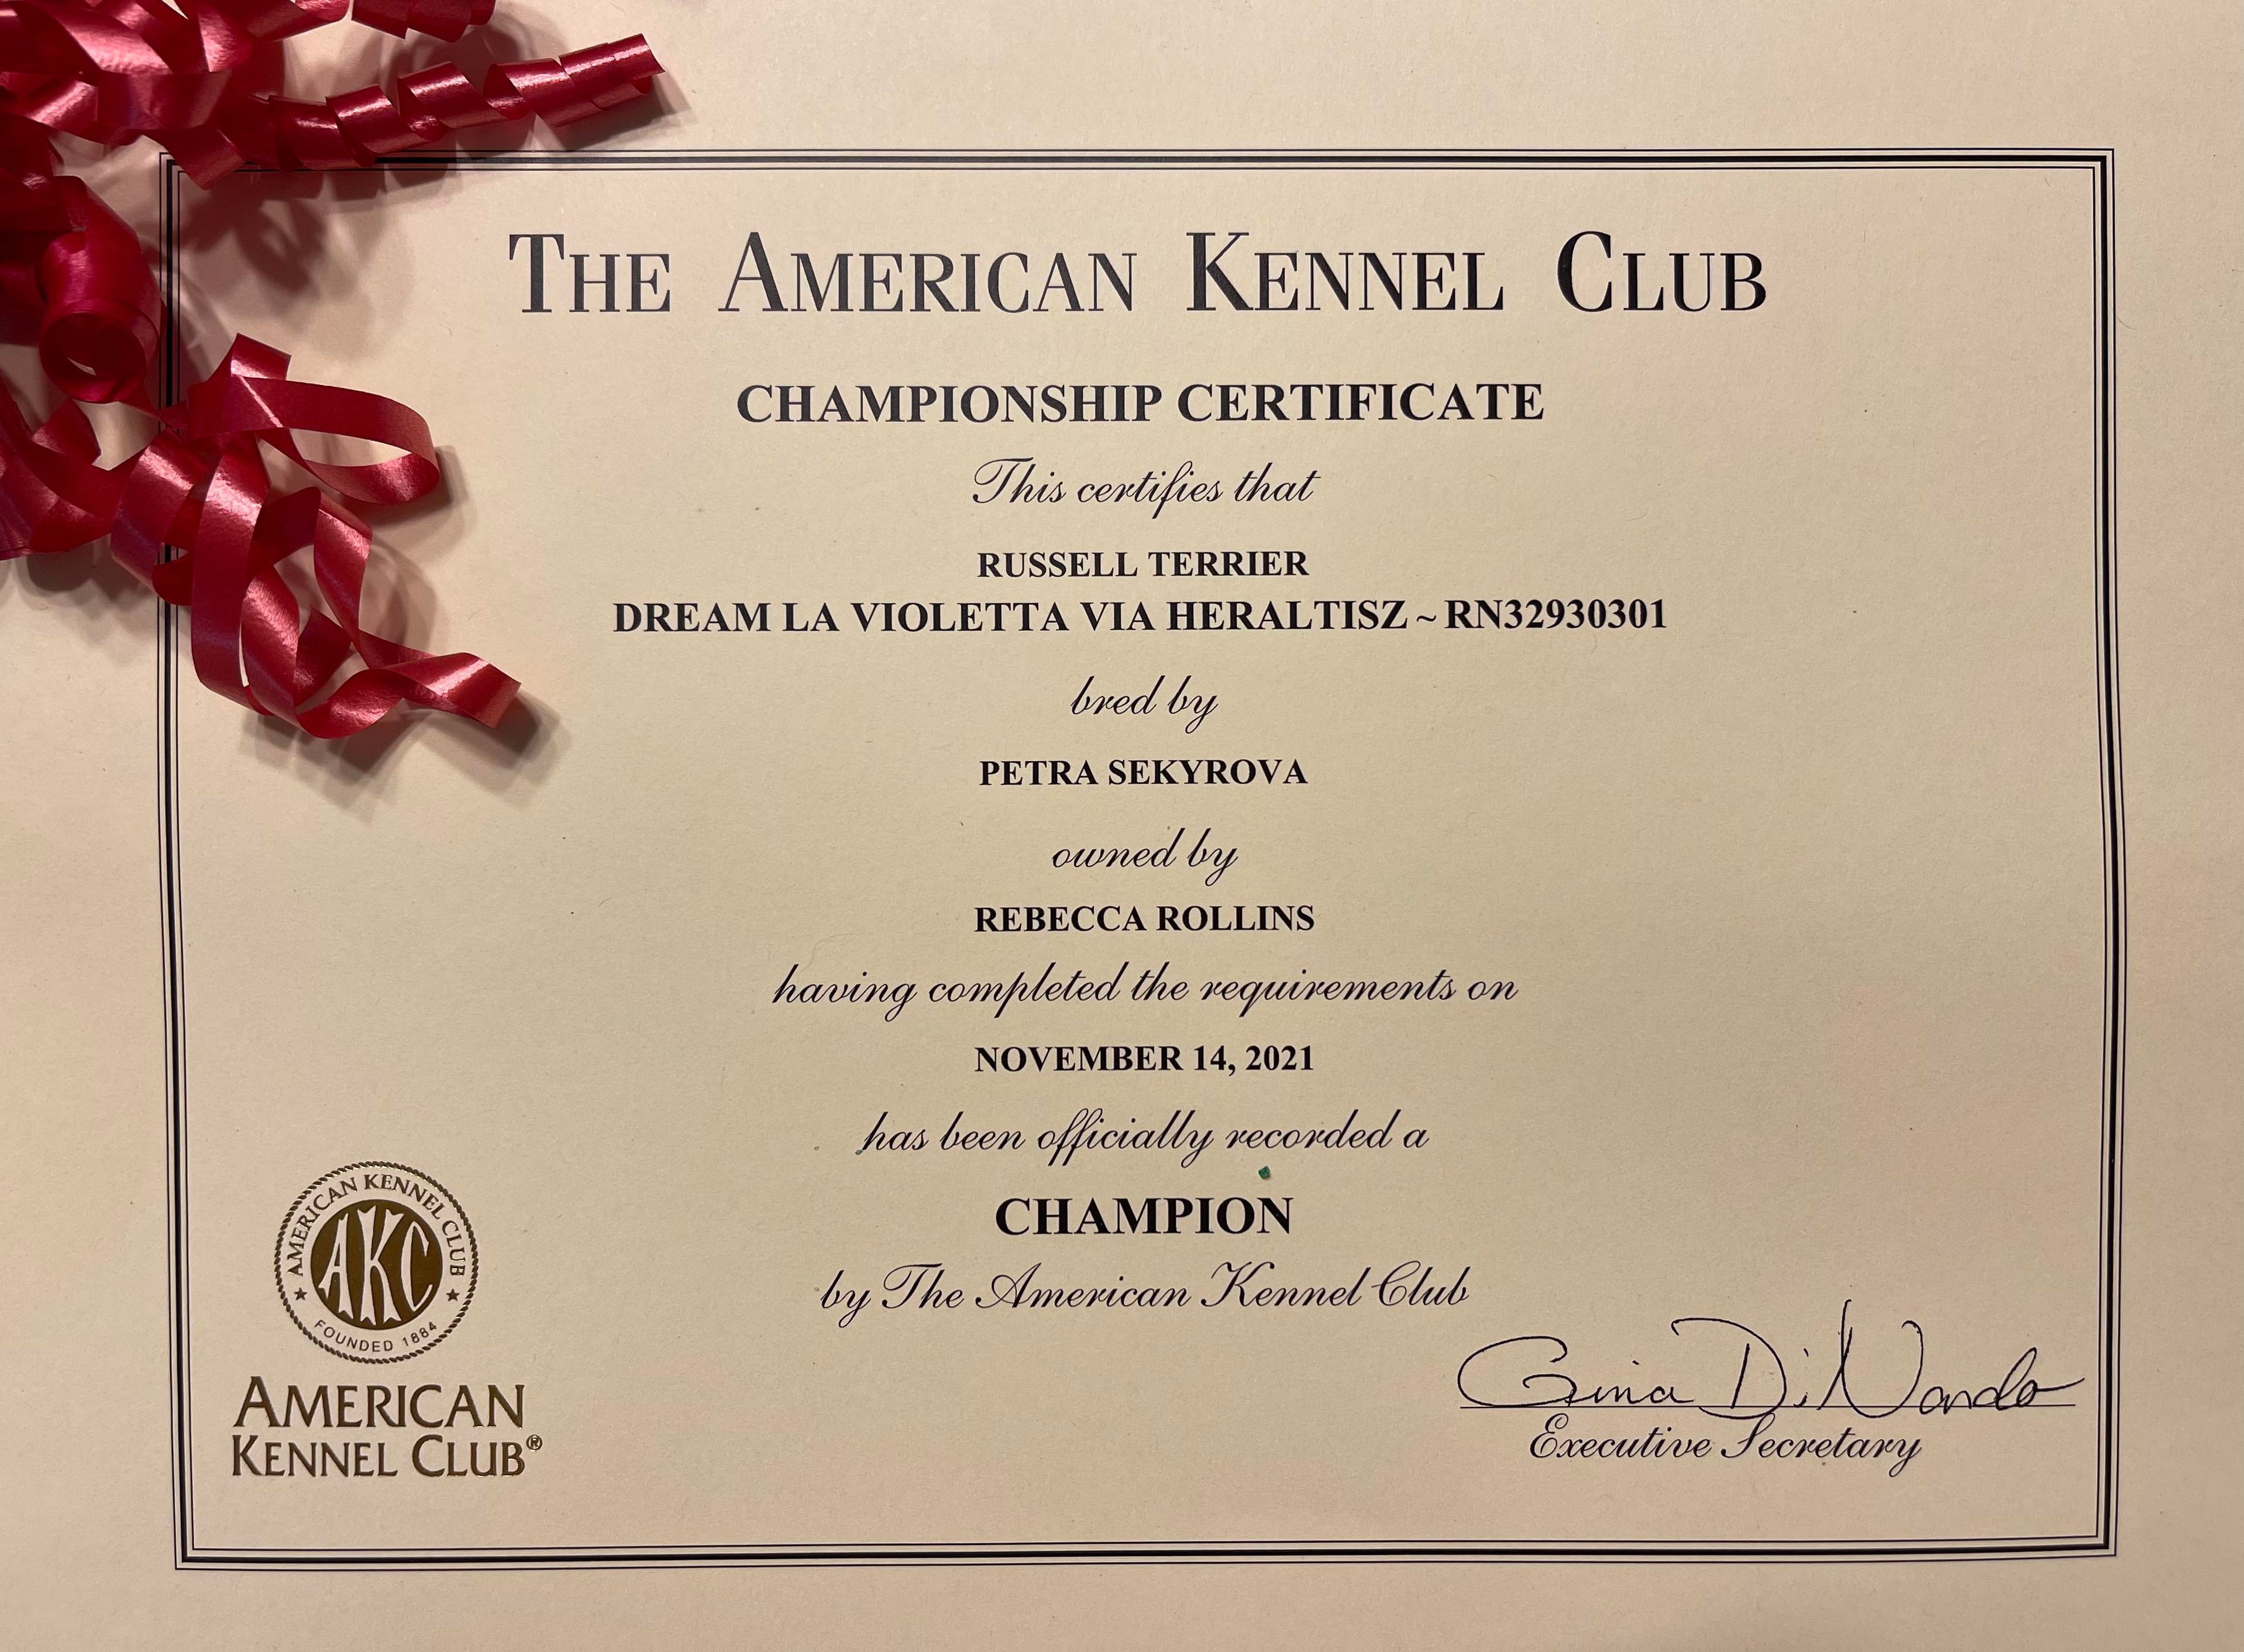 THE AMERICAN KENNEL CLUB
CHAMPIONSHIP CERTIFICATE
This certifies that
RUSSELL TERRIER
DREAM LA VIOLETTA VIA HERALTISZ ~ RN32930301
bred by
PETRA SEKYROVA
owned by
REBECCA ROLLINS
having completed the requirements on
NOVEMBER 14, 2021
has been officially recorded a
CHAMPION
by The American Kennel Club
AMERICAN KENNEL CLUB
AKC
FOUNDED 1884
AMERICAN
KENNEL CLUB®
Gina DiNardo
Executive Secretary